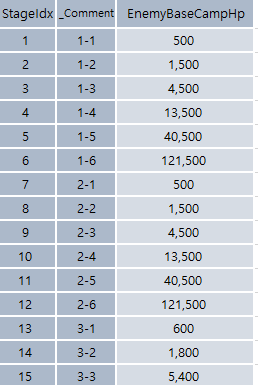 StageIdx _Comment EnemyBaseCampHp
1 1-1 500
2 1-2 1,500
3 1-3 4,500
4 1-4 13,500
5 1-5 40,500
6 1-6 121,500
7 2-1 500
8 2-2 1,500
9 2-3 4,500
10 2-4 13,500
11 2-5 40,500
12 2-6 121,500
13 3-1 600
14 3-2 1,800
15 3-3 5,400